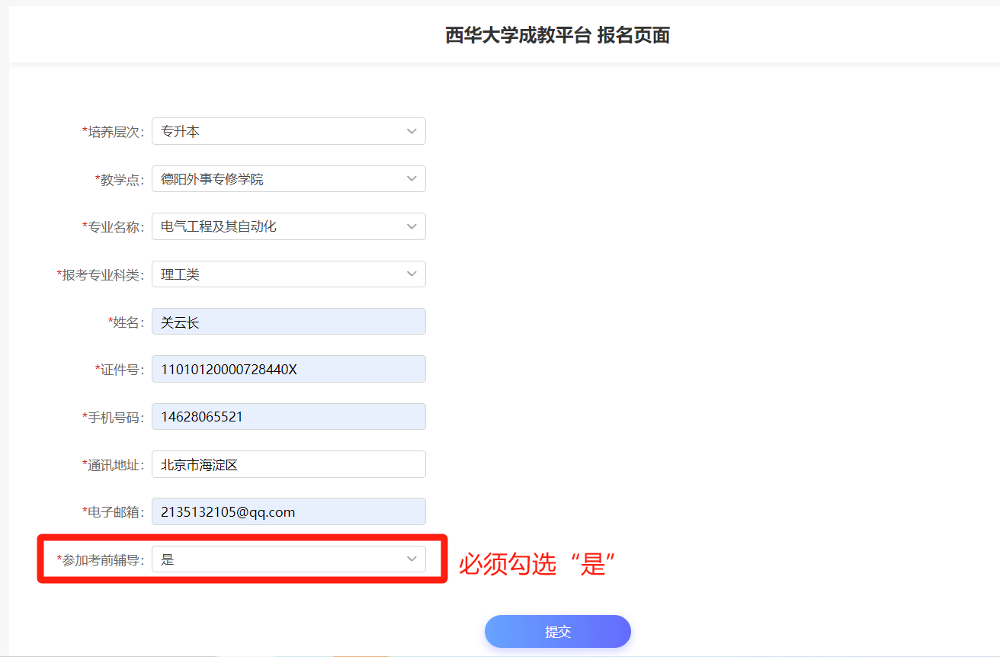 西华大学成教平台 报名页面
*培养层次: 专升本
*教学点: 德阳外事专修学院
*专业名称: 电气工程及其自动化
*报考专业科类: 理工类
*姓名: 关云长
*证件号: 11010120000728440X
*手机号码: 14628065521
*通讯地址: 北京市海淀区
*电子邮箱: 2135132105@qq.com
*参加考前辅导: 是 必须勾选“是”
提交